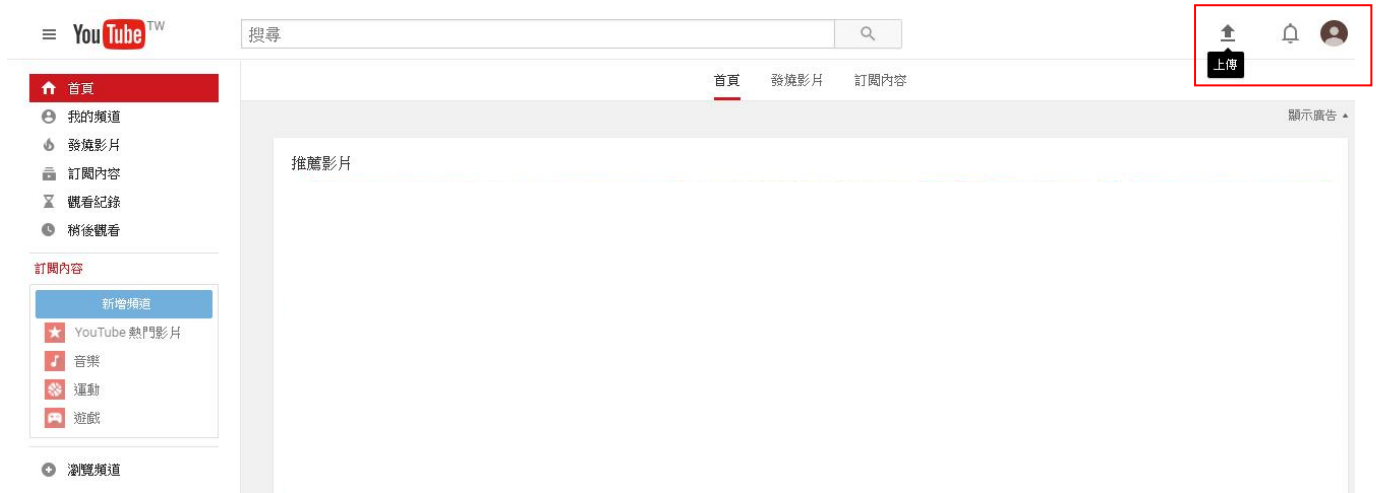 YouTube TW
搜尋
上傳
首頁 發燒影片 訂閱內容
顯示廣告
首頁
我的頻道
發燒影片
訂閱內容
觀看紀錄
稍後觀看
訂閱內容
新增頻道
YouTube 熱門影片
音樂
運動
遊戲
瀏覽頻道
推薦影片